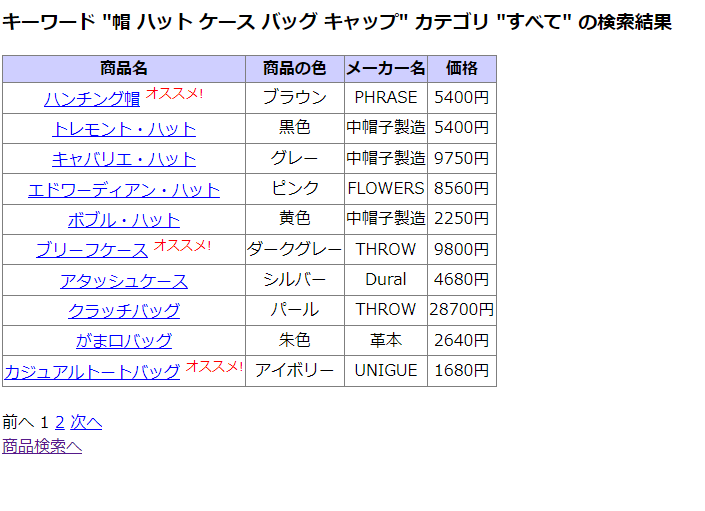 キーワード "帽 ハット ケース バッグ キャップ" カテゴリ "すべて" の検索結果
商品名 商品の色 メーカー名 価格
ハンチング帽 オススメ! ブラウン PHRASE 5400円
トレモント・ハット 黒色 中帽子製造 5400円
キャバリエ・ハット グレー 中帽子製造 9750円
エドワーディアン・ハット ピンク FLOWERS 8560円
ボブル・ハット 黄色 中帽子製造 2250円
ブリーフケース オススメ! ダークグレー THROW 9800円
アタッシュケース シルバー Dural 4680円
クラッチバッグ パール THROW 28700円
がま口バッグ 朱色 革本 2640円
カジュアルトートバッグ オススメ! アイボリー UNIGUE 1680円
前へ 1 2 次へ
商品検索へ